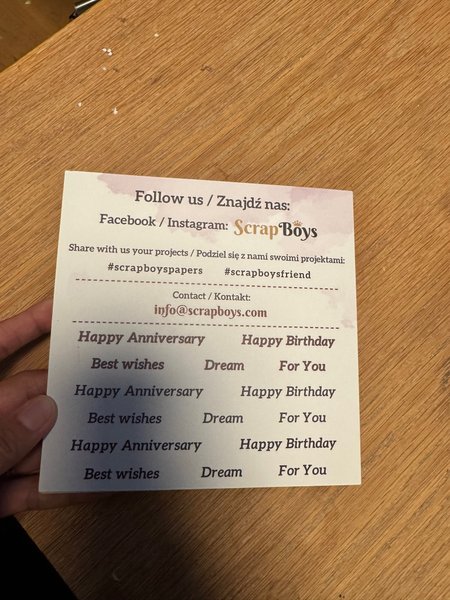 Follow us / Znajdź nas:
Facebook / Instagram: ScrapBoys
Share with us your projects / Podziel się z nami swoimi projektami:
#scrapboyspapers #scrapboysfriend
Contact / Kontakt:
info@scrapboys.com
Happy Anniversary Happy Birthday
Best wishes Dream For You
Happy Anniversary Happy Birthday
Best wishes Dream For You
Happy Anniversary Happy Birthday
Best wishes Dream For You